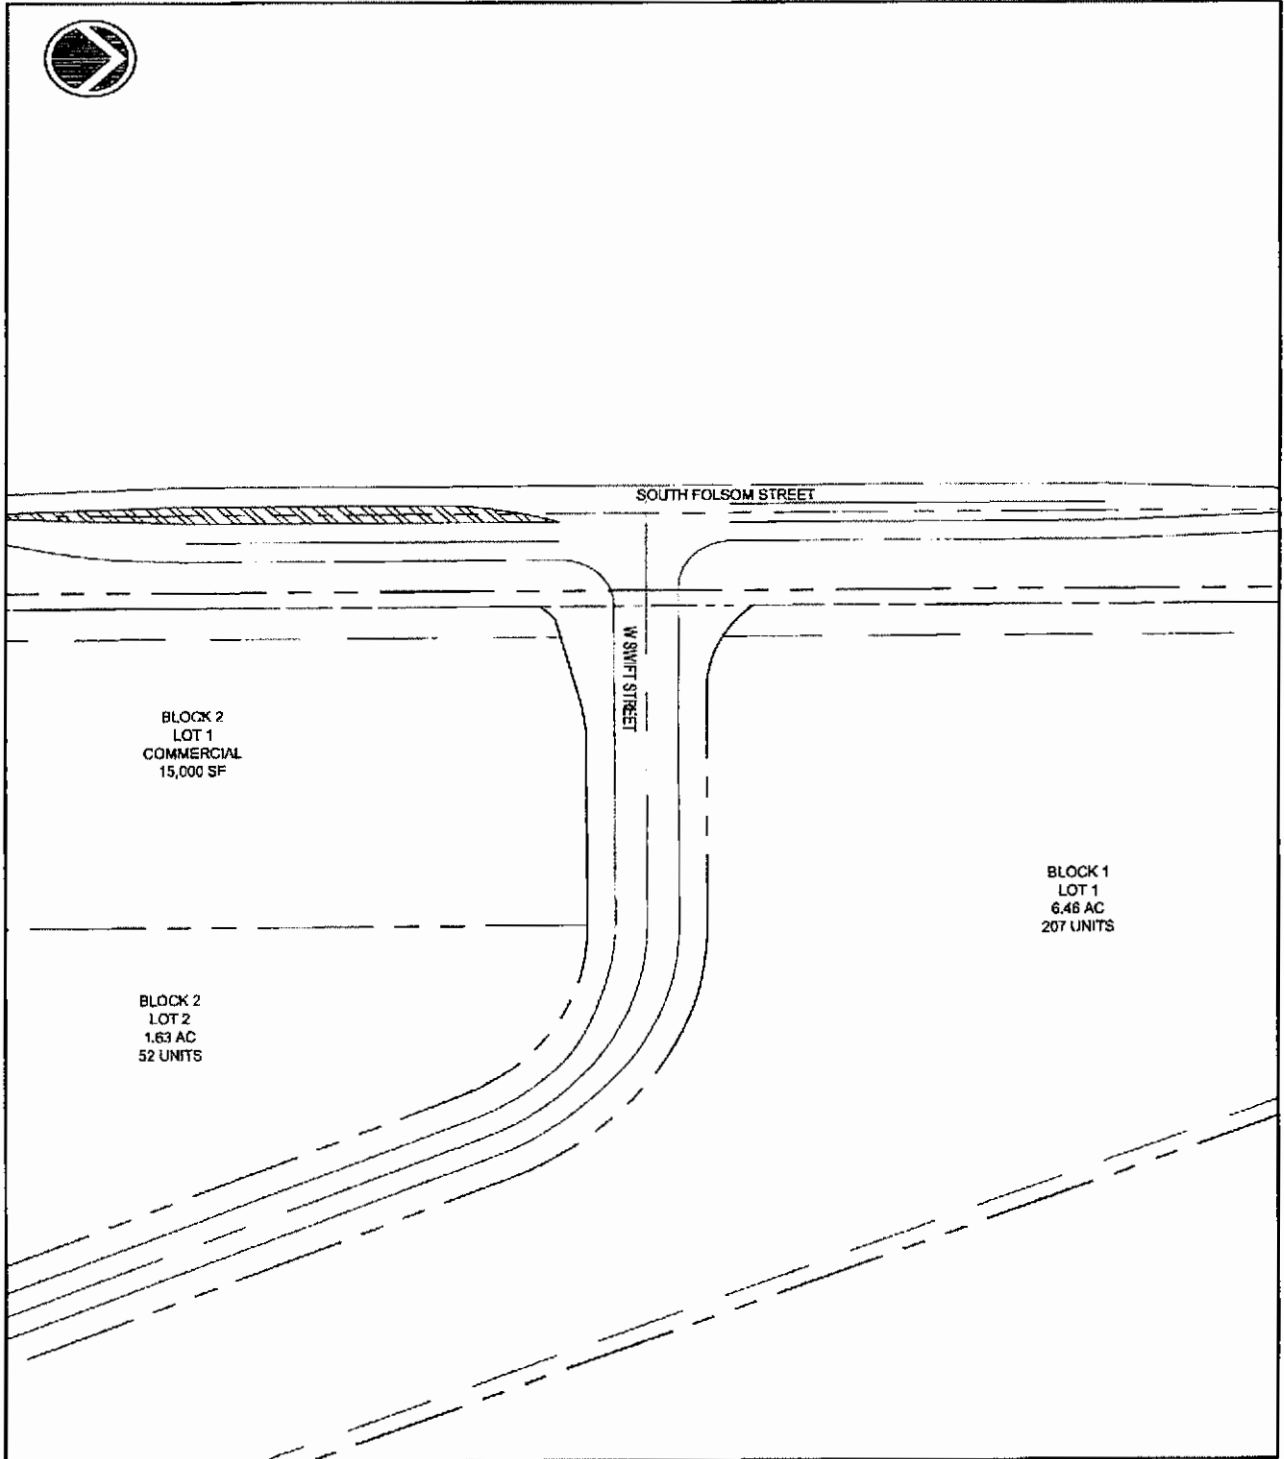 SOUTH FOLSOM STREET
W SWIFT STREET
BLOCK 2
LOT 1
COMMERCIAL
15,000 SF
BLOCK 1
LOT 1
6.46 AC
207 UNITS
BLOCK 2
LOT 2
1.63 AC
52 UNITS